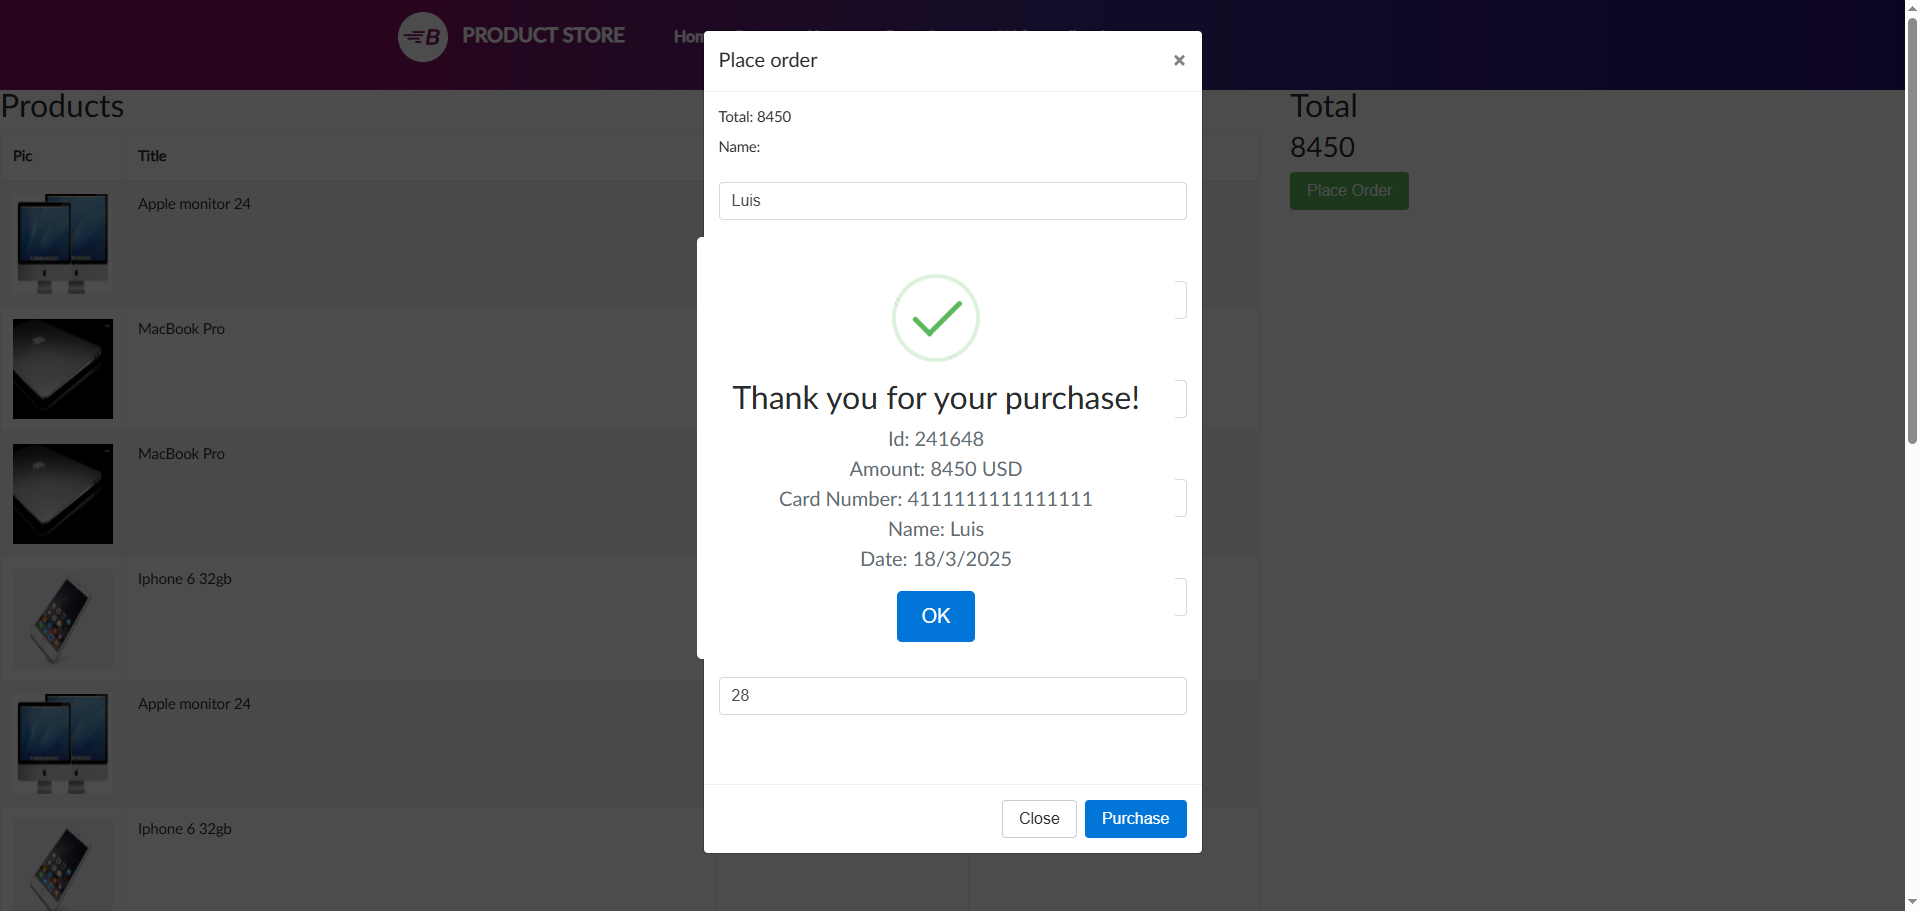 B PRODUCT STORE
Products
Pic Title
Apple monitor 24
MacBook Pro
MacBook Pro
Iphone 6 32gb
Apple monitor 24
Iphone 6 32gb
Place order ×
Total: 8450
Name:
Luis
Thank you for your purchase!
Id: 241648
Amount: 8450 USD
Card Number: 4111111111111111
Name: Luis
Date: 18/3/2025
OK
28
Close Purchase
Total
8450
Place Order